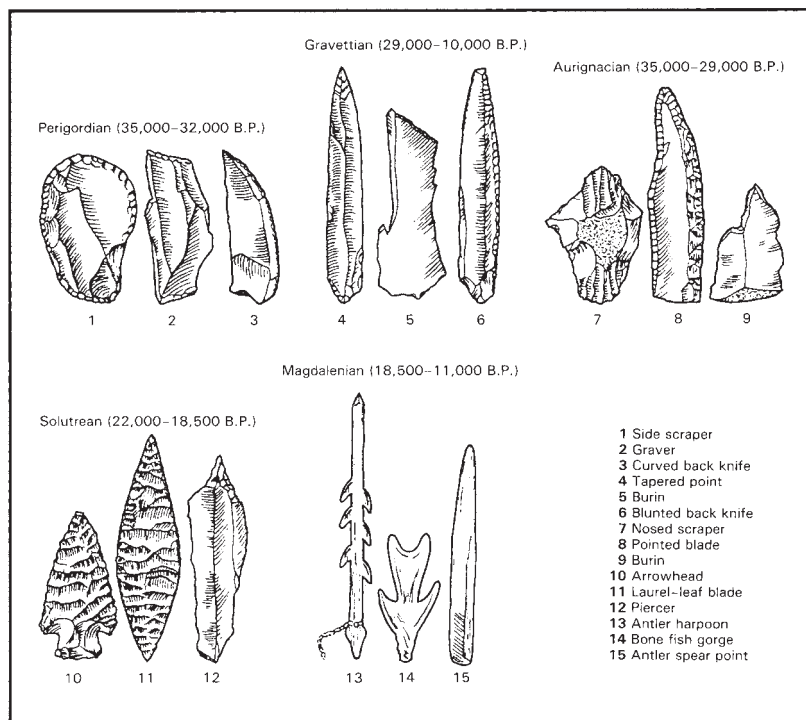 Gravettian (29,000–10,000 B.P.)
Aurignacian (35,000–29,000 B.P.)
Perigordian (35,000–32,000 B.P.)
1 2 3
4 5 6
7 8 9
Magdalenian (18,500–11,000 B.P.)
Solutrean (22,000–18,500 B.P.)
10 11 12
13 14 15
1 Side scraper
2 Graver
3 Curved back knife
4 Tapered point
5 Burin
6 Blunted back knife
7 Nosed scraper
8 Pointed blade
9 Burin
10 Arrowhead
11 Laurel-leaf blade
12 Piercer
13 Antler harpoon
14 Bone fish gorge
15 Antler spear point